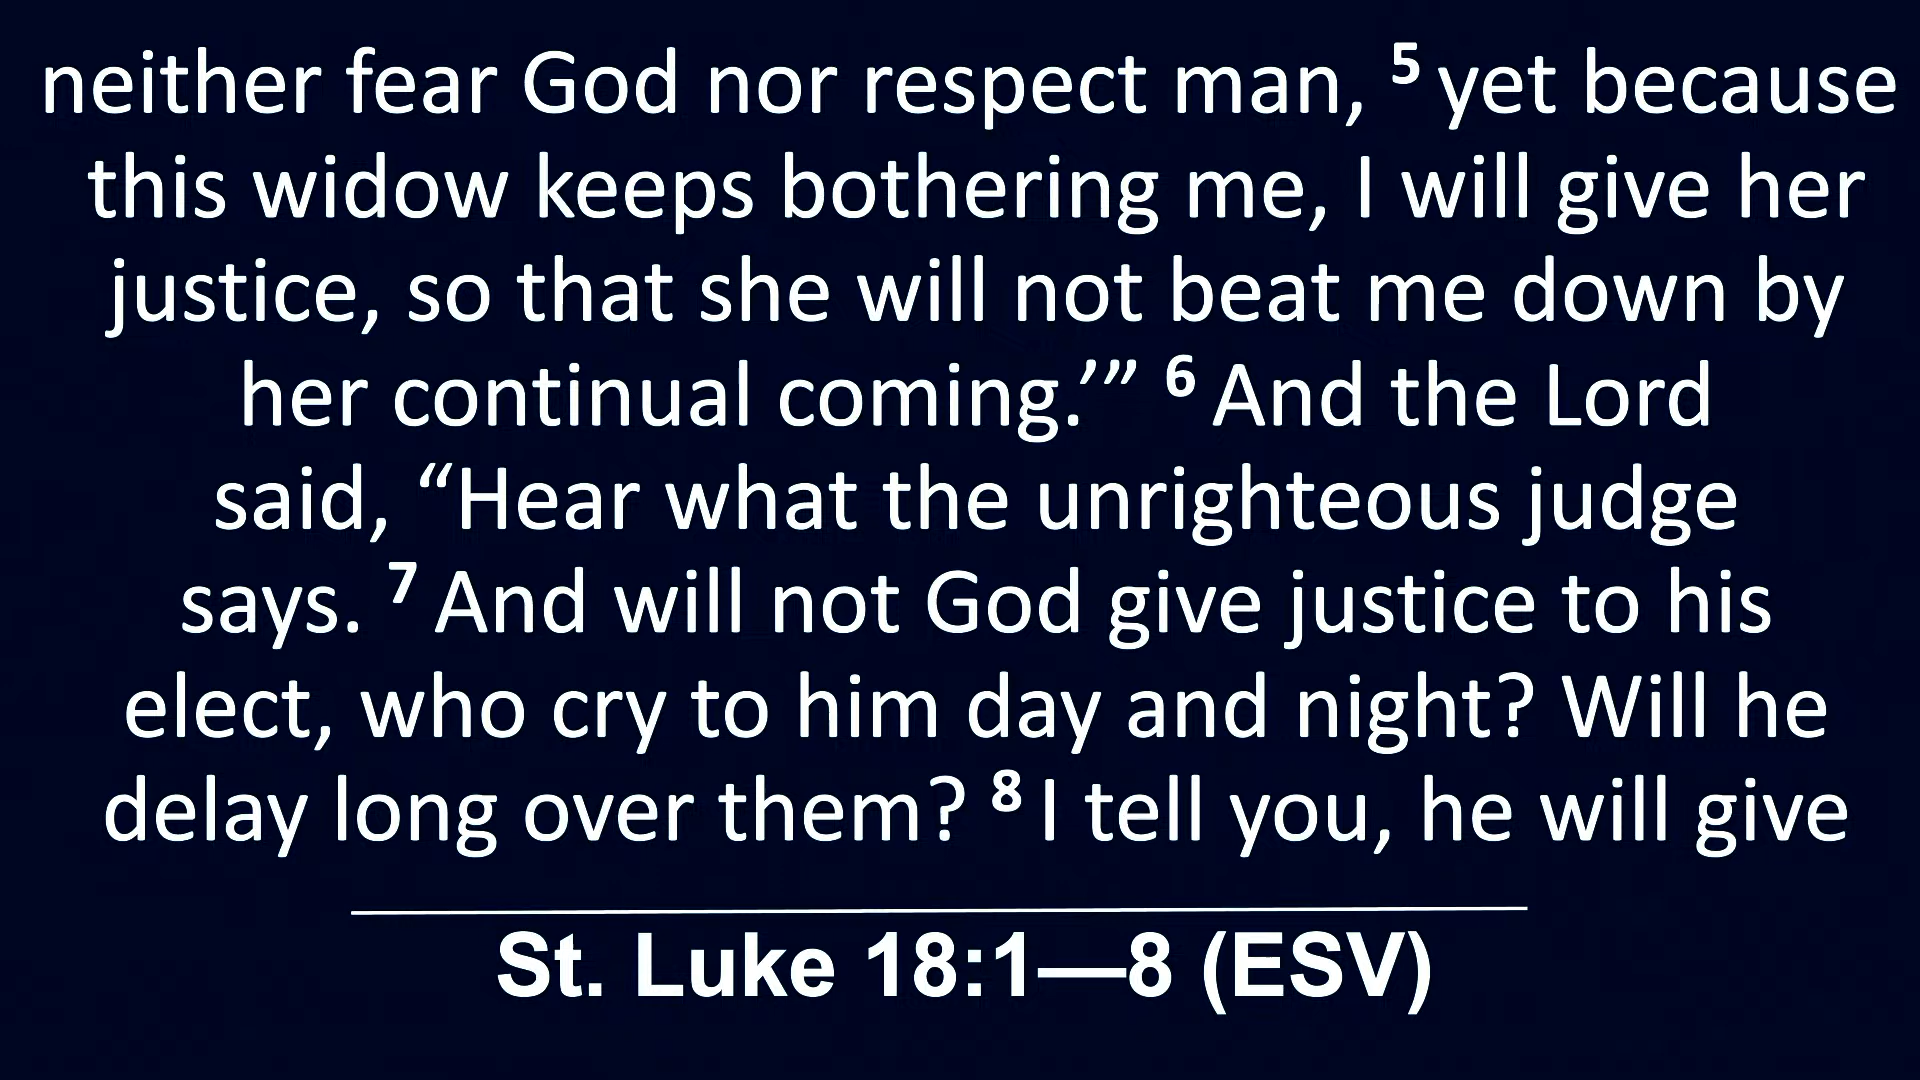 neither fear God nor respect man, ⁵ yet because
this widow keeps bothering me, I will give her
justice, so that she will not beat me down by
her continual coming.’” ⁶ And the Lord
said, “Hear what the unrighteous judge
says. ⁷ And will not God give justice to his
elect, who cry to him day and night? Will he
delay long over them? ⁸ I tell you, he will give
St. Luke 18:1—8 (ESV)